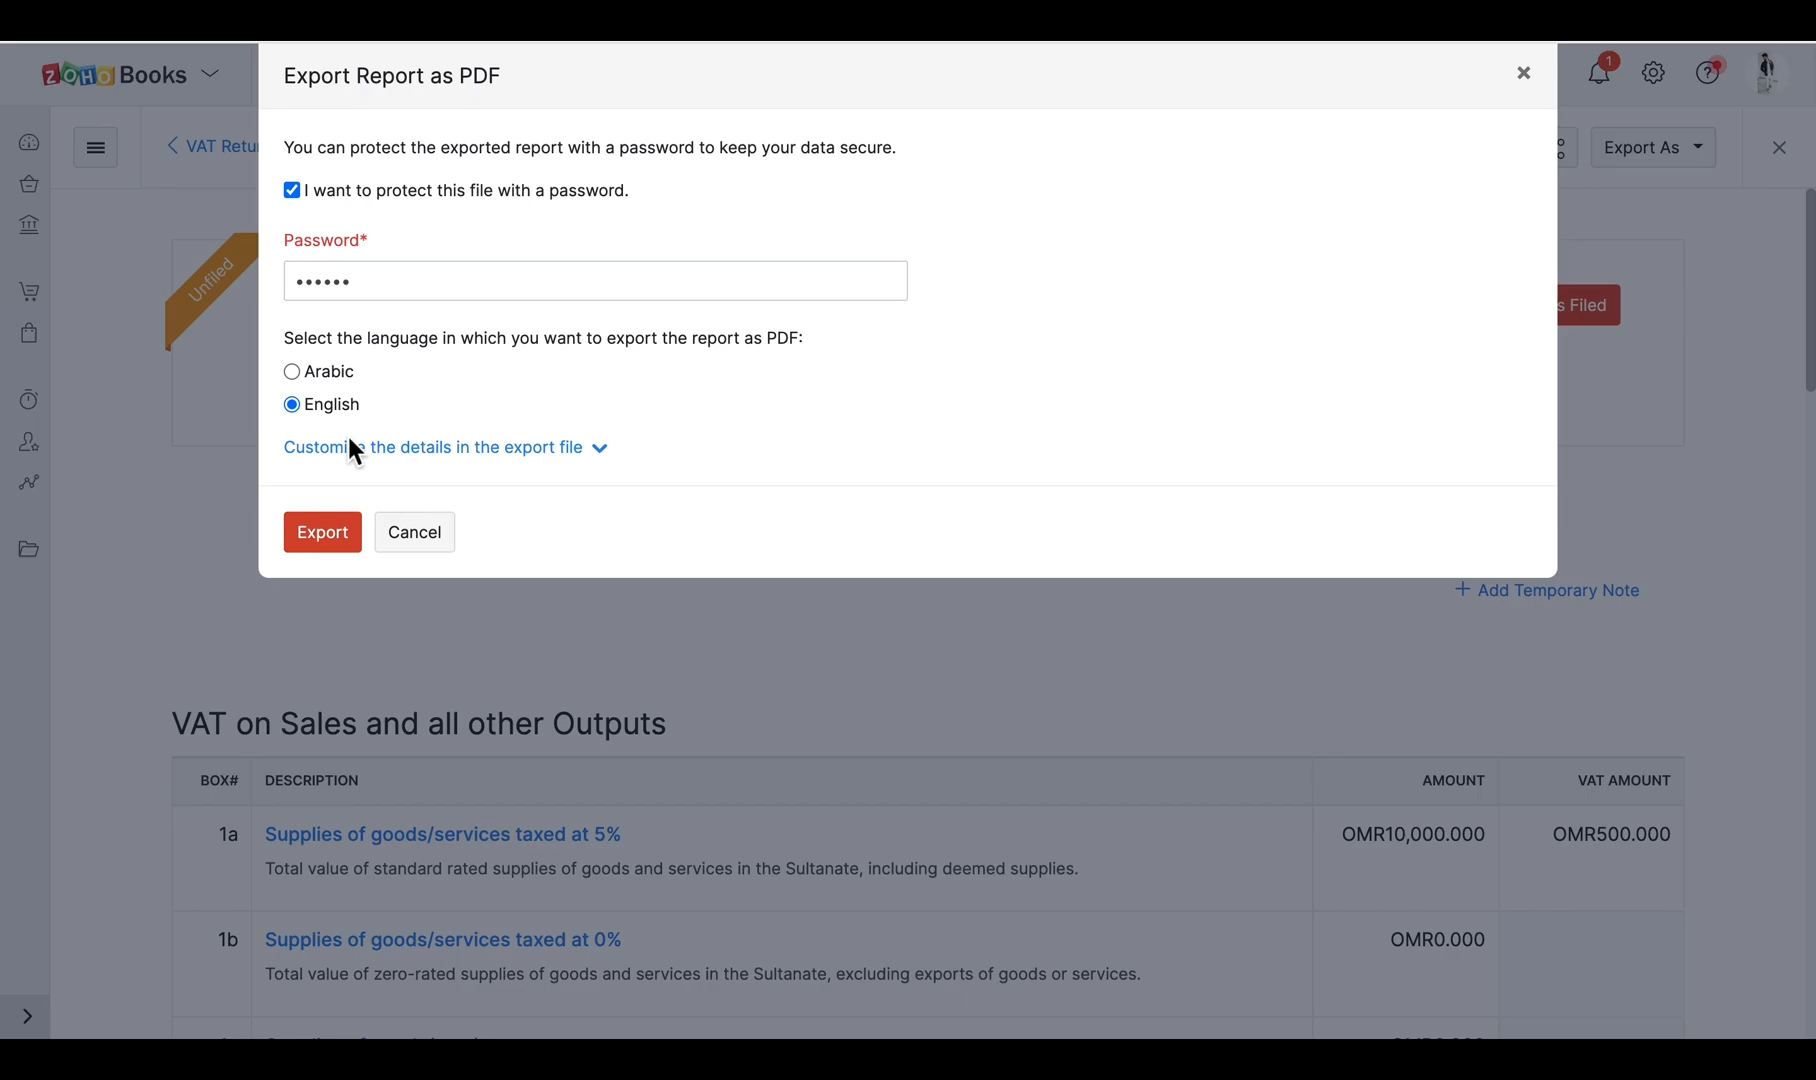 ZOHO Books
Export Report as PDF
1
VAT Retu
Export As
You can protect the exported report with a password to keep your data secure.
I want to protect this file with a password.
Password*
••••••
Unfiled
s Filed
Select the language in which you want to export the report as PDF:
Arabic
English
Customize the details in the export file
Export
Cancel
+ Add Temporary Note
VAT on Sales and all other Outputs
BOX# DESCRIPTION AMOUNT VAT AMOUNT
1a Supplies of goods/services taxed at 5% OMR10,000.000 OMR500.000
Total value of standard rated supplies of goods and services in the Sultanate, including deemed supplies.
1b Supplies of goods/services taxed at 0% OMR0.000
Total value of zero-rated supplies of goods and services in the Sultanate, excluding exports of goods or services.